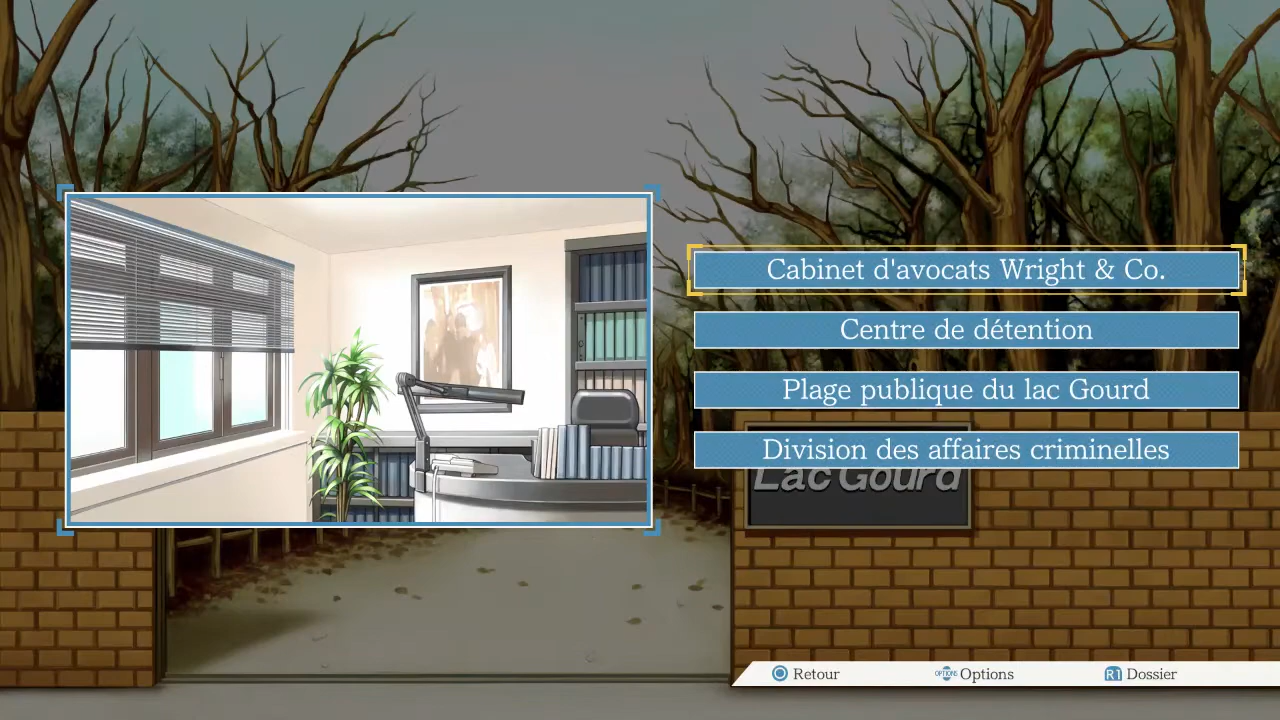 Cabinet d'avocats Wright & Co.
Centre de détention
Plage publique du lac Gourd
Division des affaires criminelles
Lac Gourd
Retour
OPTIONS Options
R1 Dossier